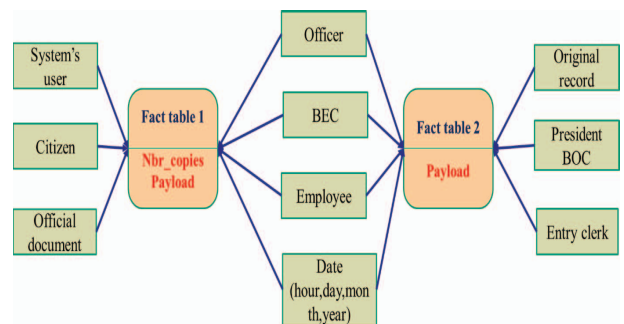 System's
user
Citizen
Official
document
Fact table 1
Nbr_copies
Payload
Officer
BEC
Employee
Date
(hour,day,mon
th,year)
Fact table 2
Payload
Original
record
President
BOC
Entry clerk